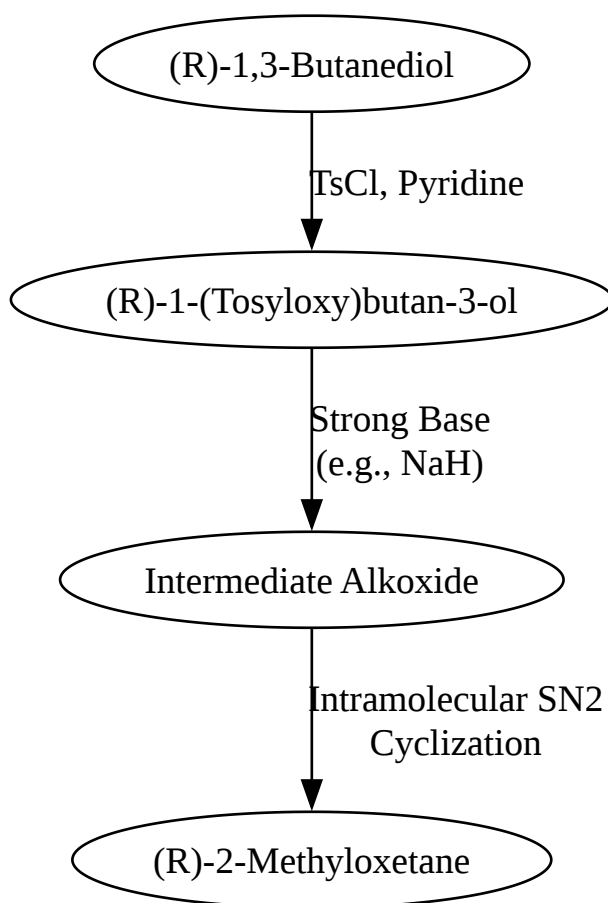 (R)-1,3-Butanediol
TsCl, Pyridine
(R)-1-(Tosyloxy)butan-3-ol
Strong Base
(e.g., NaH)
Intermediate Alkoxide
Intramolecular SN2
Cyclization
(R)-2-Methyloxetane